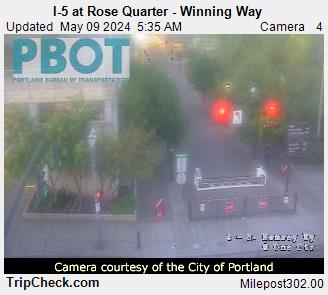 I-5 at Rose Quarter - Winning Way
Updated May 09 2024 5:35 AM Camera 4
PBOT
PORTLAND BUREAU OF TRANSPORTATION
Camera courtesy of the City of Portland
TripCheck.com Milepost302.00